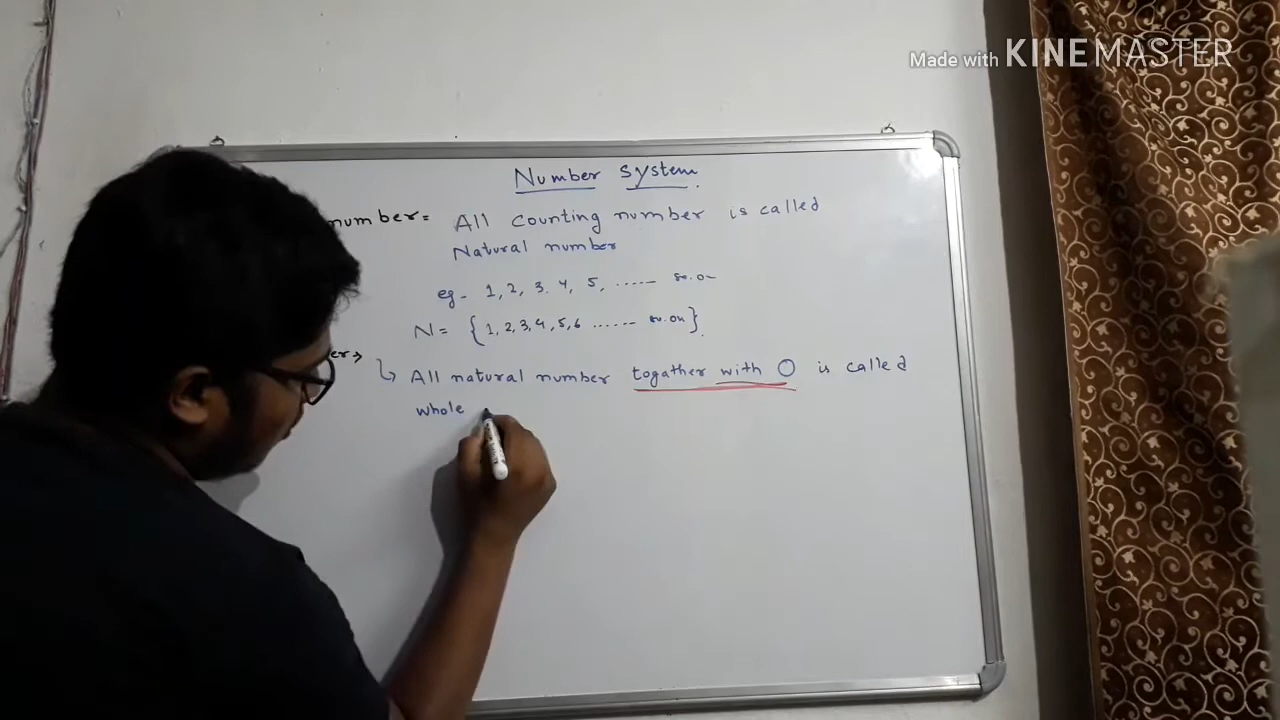 Made with KINEMASTER
Number system
number= All counting number is called
Natural number
eg- 1, 2, 3. 4, 5, ...... so.on
N= {1, 2, 3, 4, 5, 6 ....... so.on}.
er→
↳ All natural number togather with 0 is called
whole